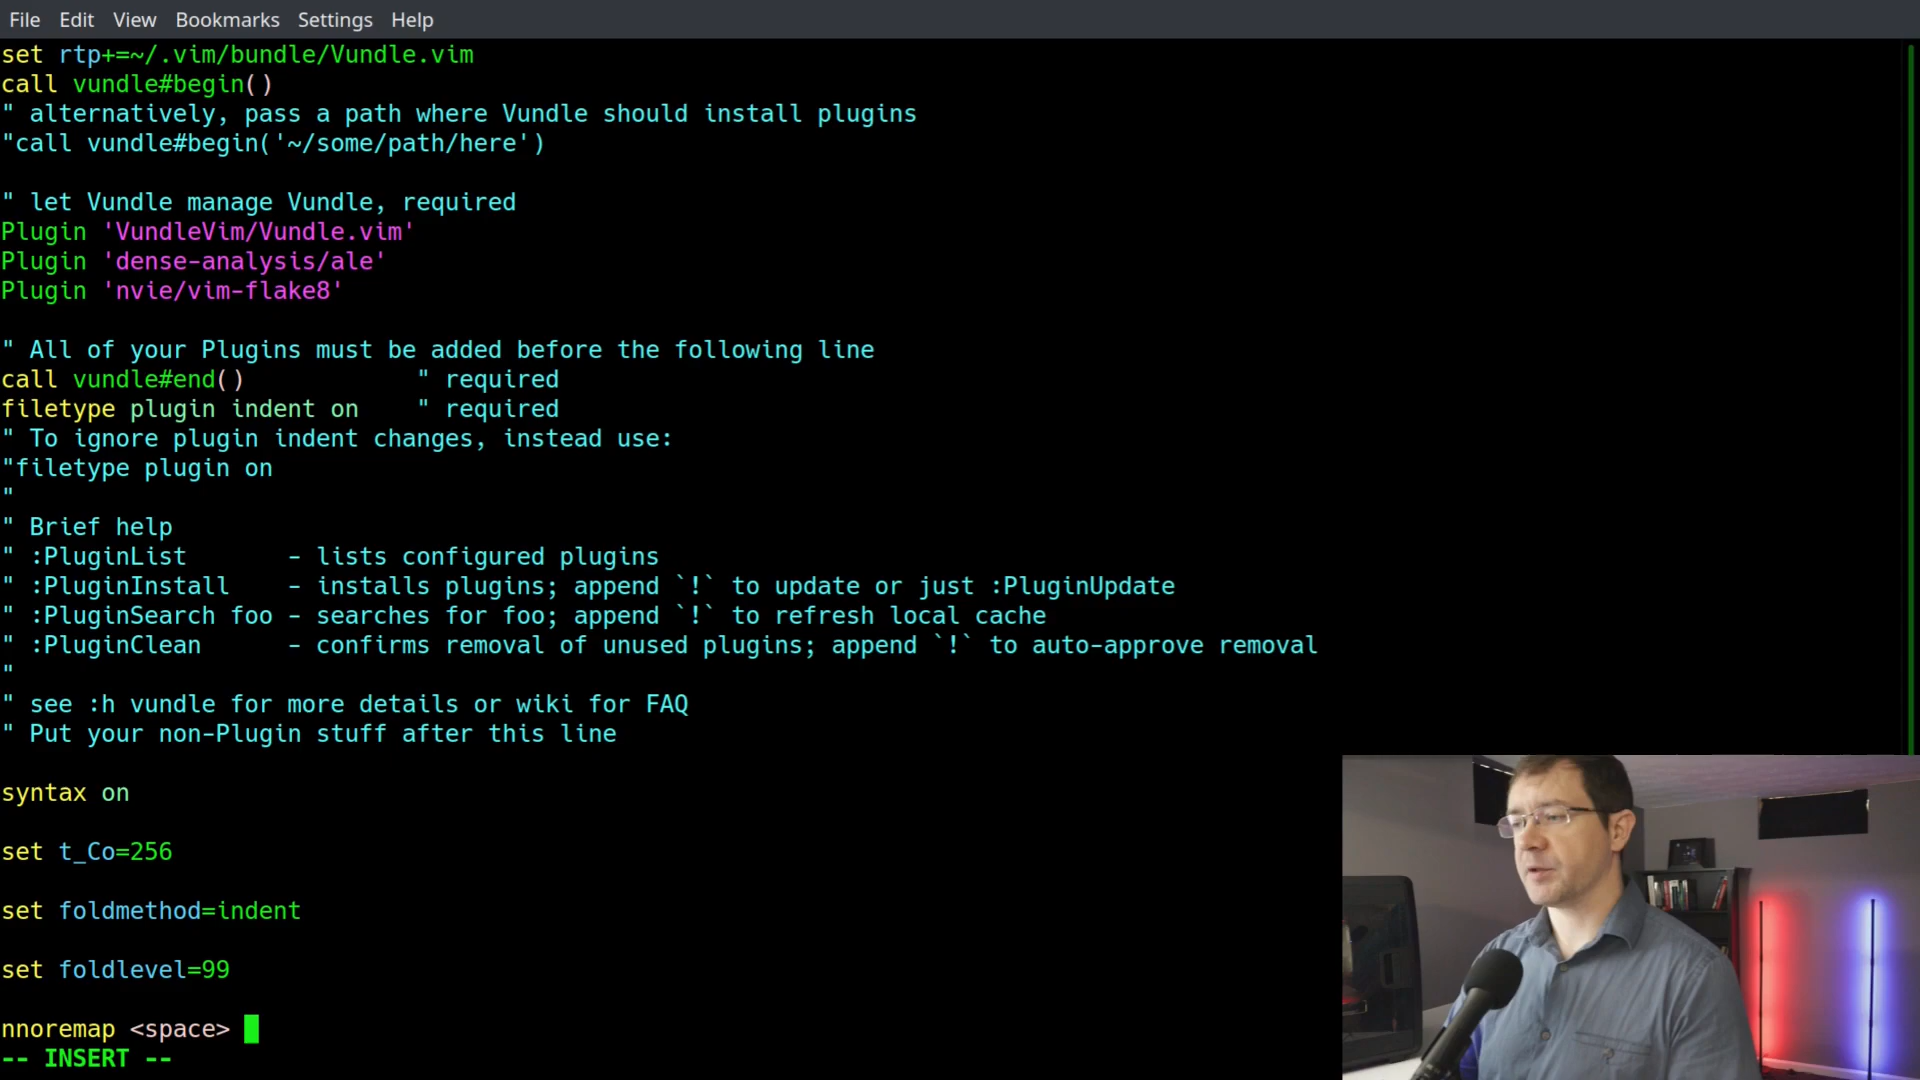 File Edit View Bookmarks Settings Help
set rtp+=~/.vim/bundle/Vundle.vim
call vundle#begin()
" alternatively, pass a path where Vundle should install plugins
"call vundle#begin('~/some/path/here')
" let Vundle manage Vundle, required
Plugin 'VundleVim/Vundle.vim'
Plugin 'dense-analysis/ale'
Plugin 'nvie/vim-flake8'
" All of your Plugins must be added before the following line
call vundle#end()            " required
filetype plugin indent on    " required
" To ignore plugin indent changes, instead use:
"filetype plugin on
"
" Brief help
" :PluginList       - lists configured plugins
" :PluginInstall    - installs plugins; append `!` to update or just :PluginUpdate
" :PluginSearch foo - searches for foo; append `!` to refresh local cache
" :PluginClean      - confirms removal of unused plugins; append `!` to auto-approve removal
"
" see :h vundle for more details or wiki for FAQ
" Put your non-Plugin stuff after this line
syntax on
set t_Co=256
set foldmethod=indent
set foldlevel=99
nnoremap <space>
-- INSERT --